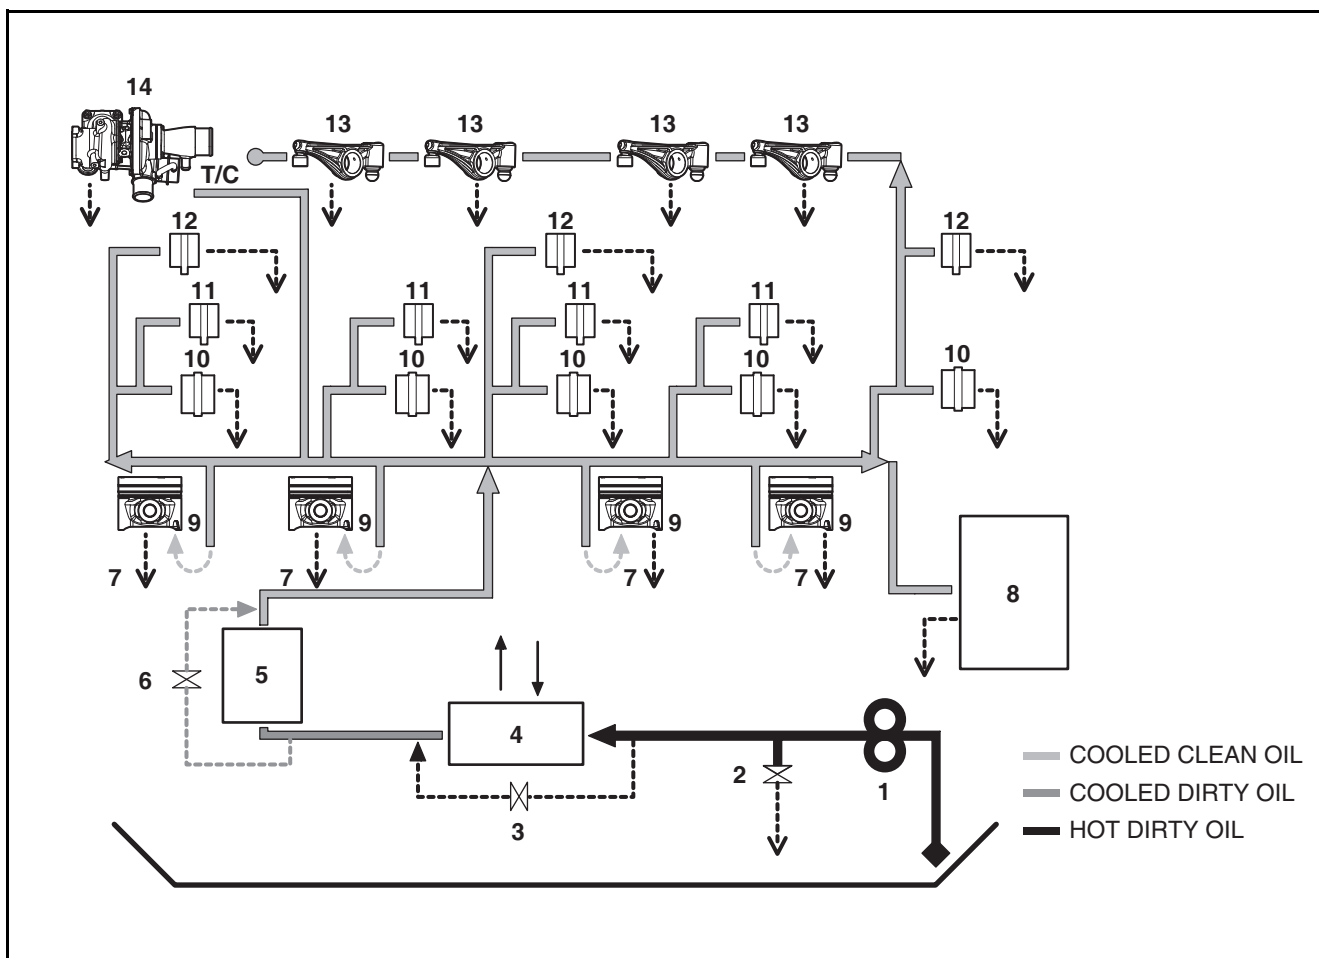 14
13 13 13 13
T/C
12 12 12
11 11 11 11
10 10 10 10 10
9 9 9 9
7 7 7 7
8
5
6
4
2
1
3
COOLED CLEAN OIL
COOLED DIRTY OIL
HOT DIRTY OIL